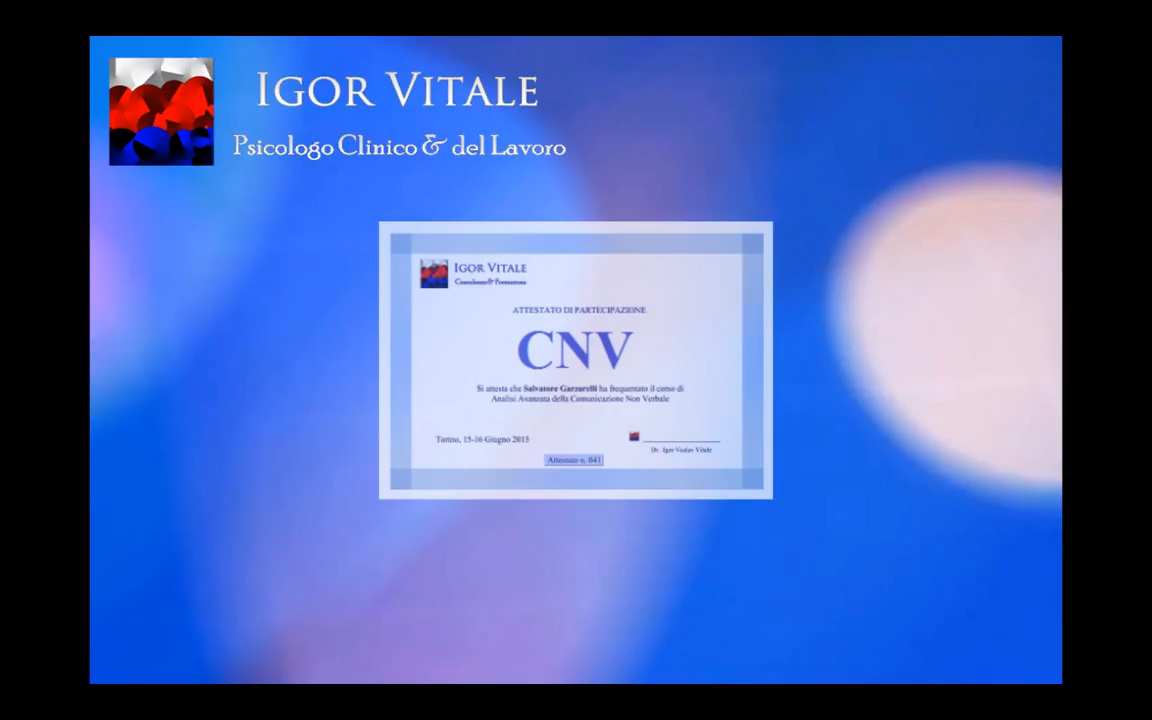 IGOR VITALE
Psicologo Clinico & del Lavoro
IGOR VITALE
Consulenza & Formazione
ATTESTATO DI PARTECIPAZIONE
CNV
Si attesta che Salvatore Garzarelli ha frequentato il corso di
Analisi Avanzata della Comunicazione Non Verbale
Torino, 15-16 Giugno 2013
Dr. Igor Vitale
Attestato n. 041